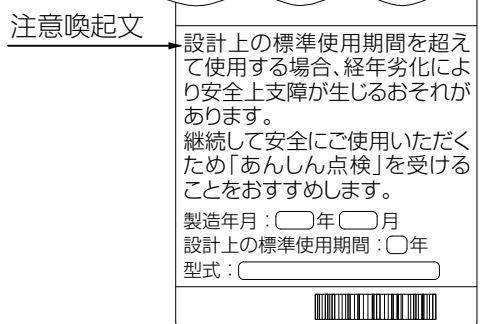 注意喚起文
設計上の標準使用期間を超え
て使用する場合、経年劣化によ
り安全上支障が生じるおそれが
あります。
継続して安全にご使用いただく
ため「あんしん点検」を受ける
ことをおすすめします。
製造年月：年月
設計上の標準使用期間：年
型式：